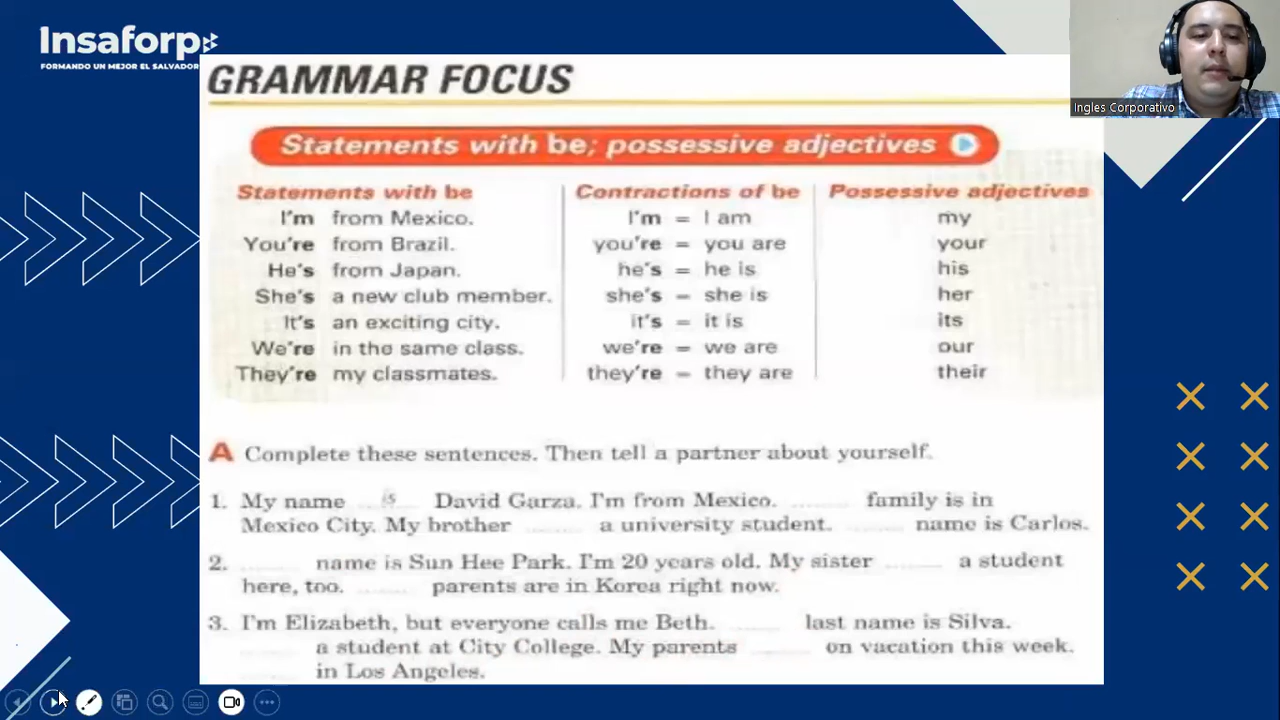 Insaforp
FORMANDO UN MEJOR EL SALVADOR
Ingles Corporativo
GRAMMAR FOCUS
Statements with be; possessive adjectives
Statements with be Contractions of be Possessive adjectives
I'm from Mexico. I'm = I am my
You're from Brazil. you're = you are your
He's from Japan. he's = he is his
She's a new club member. she's = she is her
It's an exciting city. it's = it is its
We're in the same class. we're = we are our
They're my classmates. they're = they are their
A Complete these sentences. Then tell a partner about yourself.
1. My name is David Garza. I'm from Mexico. ........ family is in
Mexico City. My brother ........ a university student. ........ name is Carlos.
2. ........ name is Sun Hee Park. I'm 20 years old. My sister ........ a student
here, too. ........ parents are in Korea right now.
3. I'm Elizabeth, but everyone calls me Beth. ........ last name is Silva.
........ a student at City College. My parents ........ on vacation this week.
........ in Los Angeles.